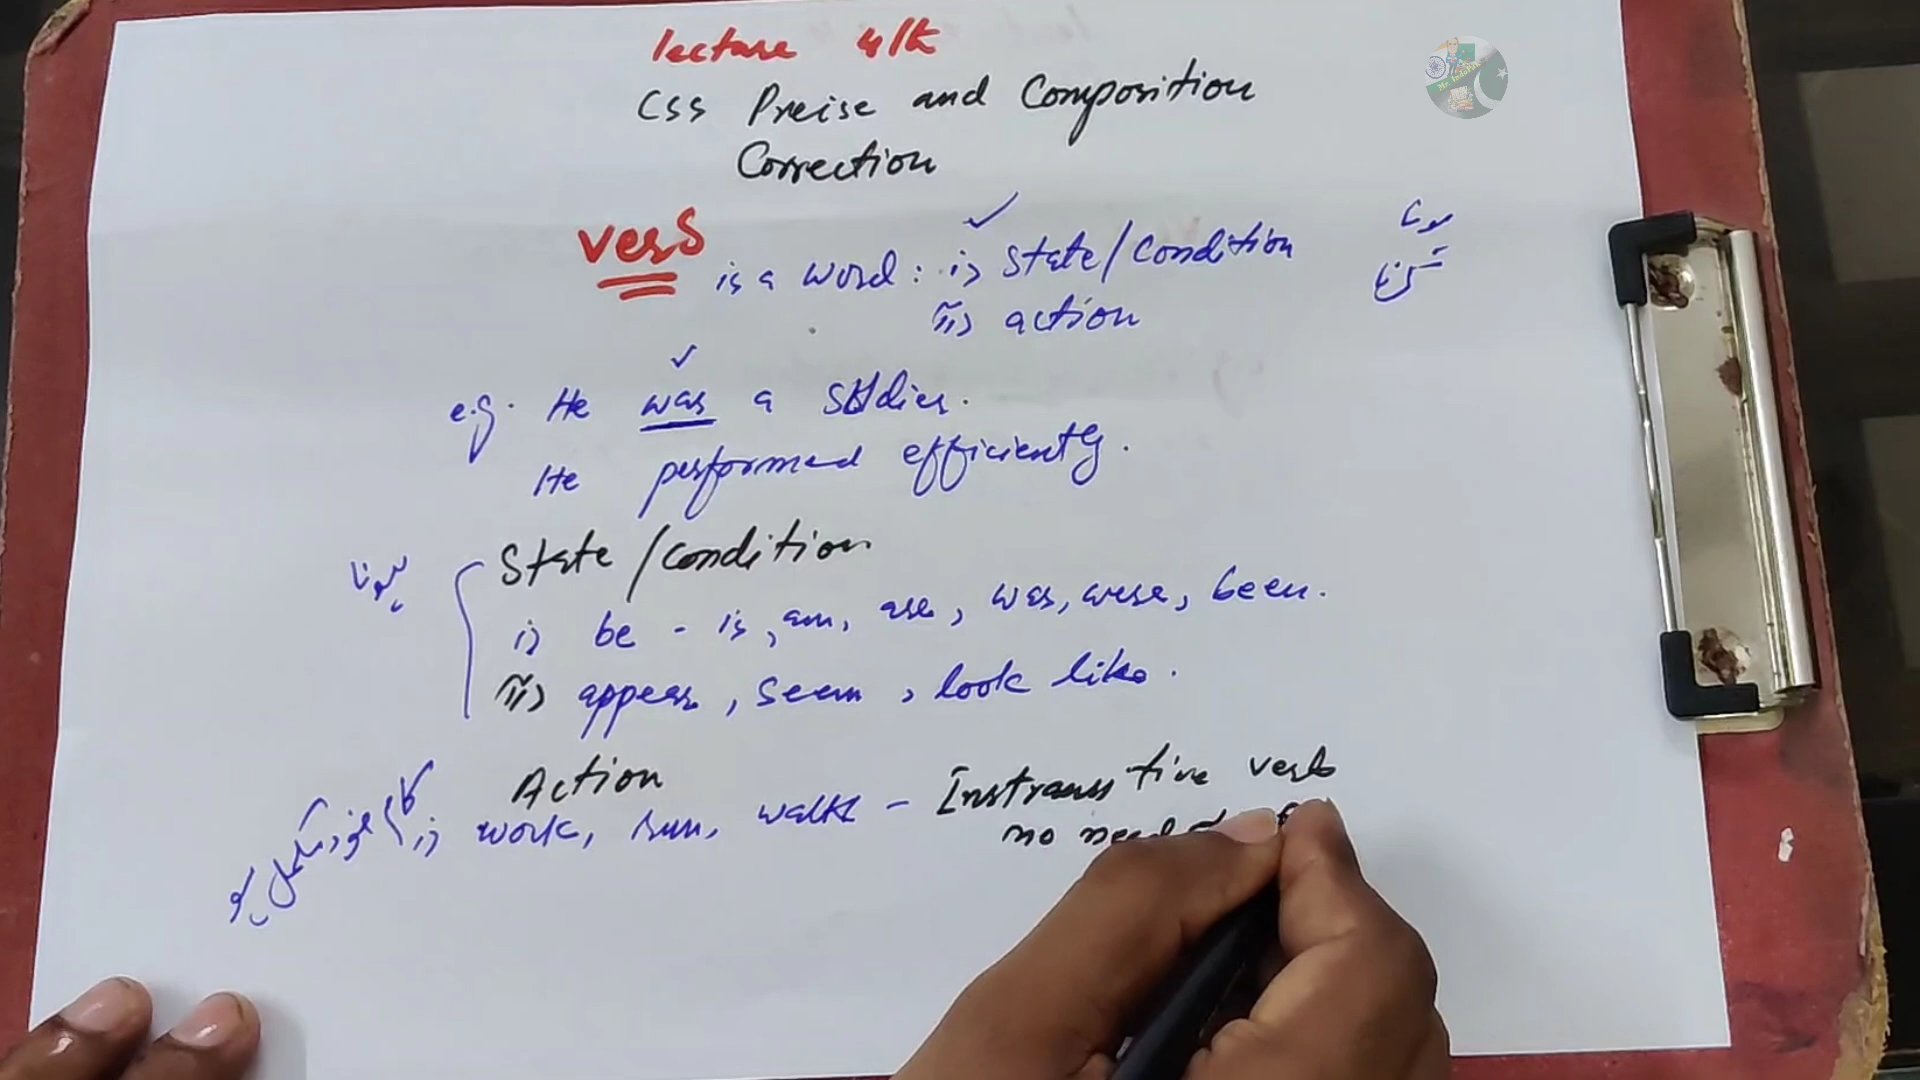 lecture 4th
CSS Precise and Composition
Correction
verb is a word: i) State/Condition
ii) action
e.g. He was a soldier.
He performed efficiently.
State/condition
i) be - is, am, are, was, were, been.
ii) appear, seem, look like.
Action
i) work, run, walk - Instransitive verb
no need